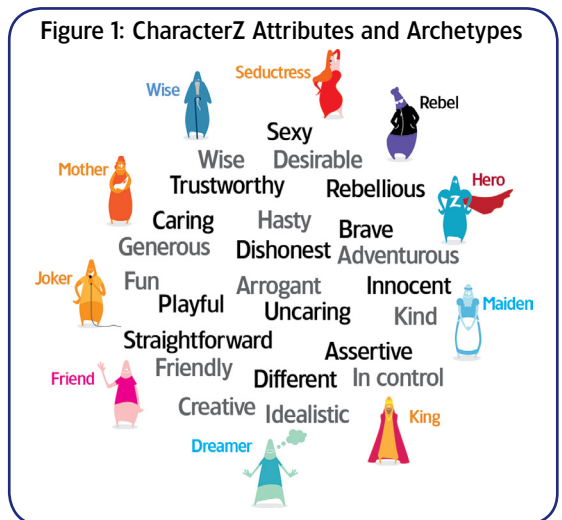 Figure 1: CharacterZ Attributes and Archetypes
Seductress
Wise
Rebel
Sexy
Wise Desirable
Mother
Trustworthy Rebellious
Hero
Z
Caring Hasty Brave
Generous Dishonest Adventurous
Joker
Fun Arrogant Innocent
Playful Uncaring Kind
Maiden
Straightforward Assertive
Friend
Friendly Different In control
Creative Idealistic
King
Dreamer